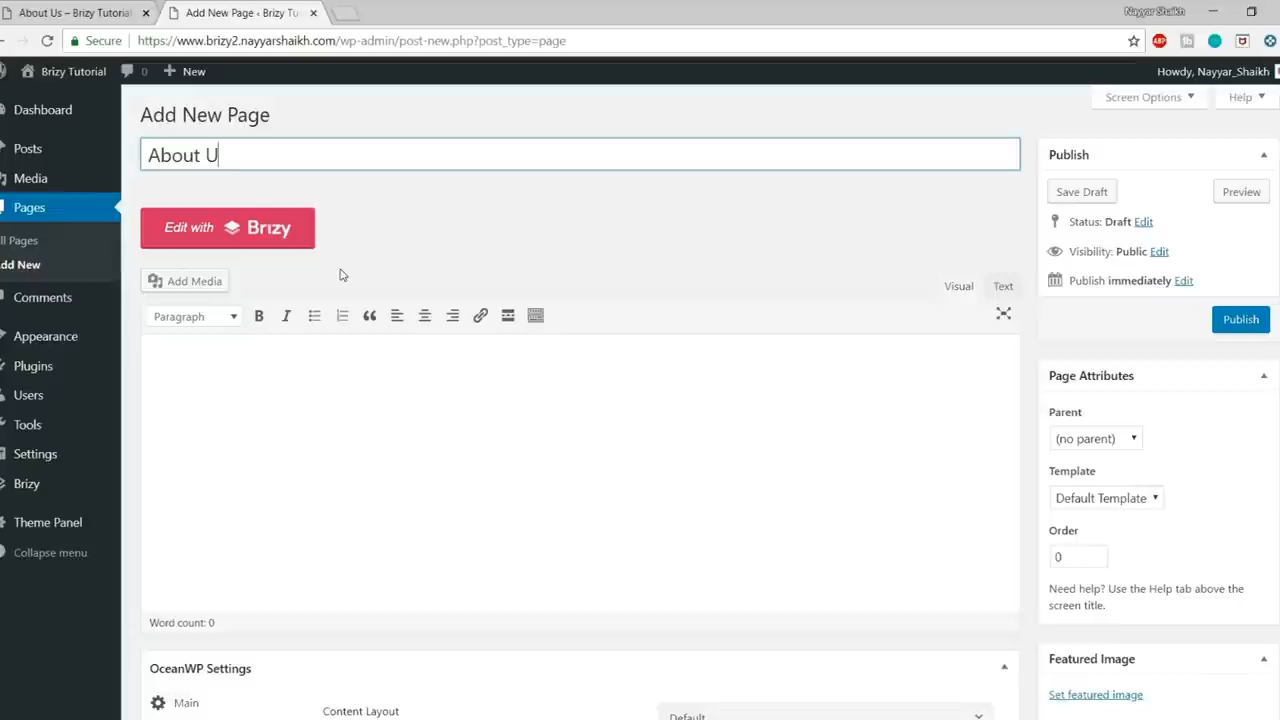 About Us – Brizy Tutorial
Add New Page ‹ Brizy Tu
Nayyar Shaikh
Secure
https://www.brizy2.nayyarshaikh.com/wp-admin/post-new.php?post_type=page
ABP
Brizy Tutorial
0
New
Howdy, Nayyar_Shaikh
Dashboard
Posts
Media
Pages
ll Pages
dd New
Comments
Appearance
Plugins
Users
Tools
Settings
Brizy
Theme Panel
Collapse menu
Screen Options
Help
Add New Page
About U
Edit with Brizy
Add Media
Visual
Text
Paragraph
B I
Word count: 0
OceanWP Settings
Main
Content Layout
Default
Publish
Save Draft
Preview
Status: Draft Edit
Visibility: Public Edit
Publish immediately Edit
Publish
Page Attributes
Parent
(no parent)
Template
Default Template
Order
0
Need help? Use the Help tab above the
screen title.
Featured Image
Set featured image